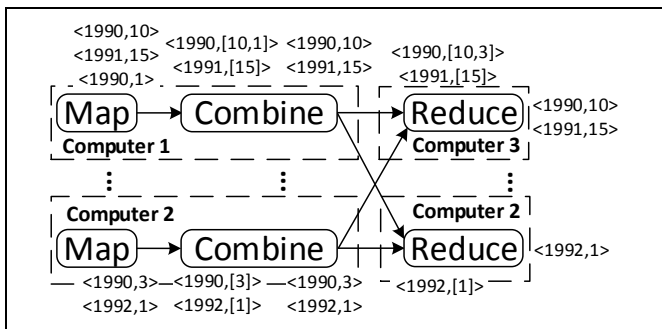 <1990,10>
<1991,15>
<1990,1>
<1990,[10,1]>
<1991,[15]>
<1990,10>
<1991,15>
<1990,[10,3]>
<1991,[15]>
Map
Combine
Reduce
<1990,10>
<1991,15>
Computer 1
Computer 3
Computer 2
Computer 2
Map
Combine
Reduce
<1992,1>
<1990,3>
<1992,1>
<1990,[3]>
<1992,[1]>
<1990,3>
<1992,1>
<1992,[1]>